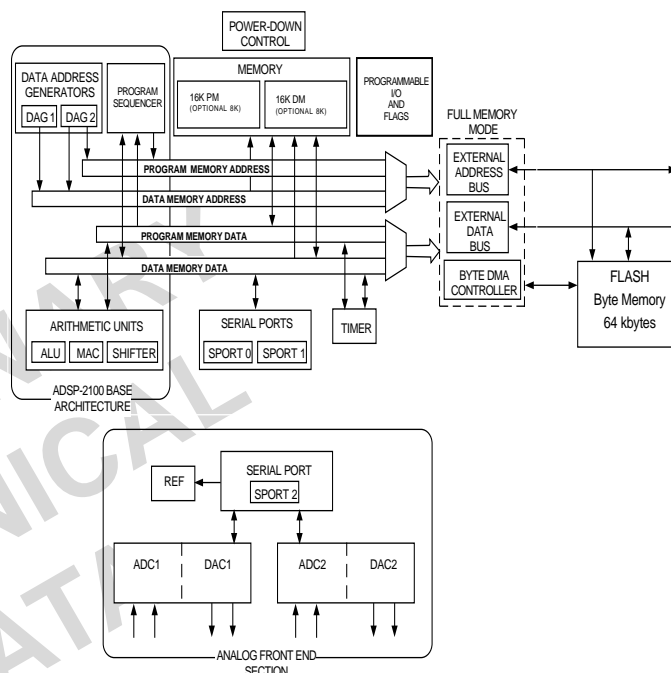 POWER-DOWN
CONTROL
DATA ADDRESS
GENERATORS
DAG 1
DAG 2
PROGRAM
SEQUENCER
MEMORY
16K PM
(OPTIONAL 8K)
16K DM
(OPTIONAL 8K)
PROGRAMMABLE
I/O
AND
FLAGS
FULL MEMORY
MODE
PROGRAM MEMORY ADDRESS
DATA MEMORY ADDRESS
PROGRAM MEMORY DATA
DATA MEMORY DATA
EXTERNAL
ADDRESS
BUS
EXTERNAL
DATA
BUS
BYTE DMA
CONTROLLER
FLASH
Byte Memory
64 kbytes
ARITHMETIC UNITS
ALU
MAC
SHIFTER
SERIAL PORTS
SPORT 0
SPORT 1
TIMER
ADSP-2100 BASE
ARCHITECTURE
REF
SERIAL PORT
SPORT 2
ADC1
DAC1
ADC2
DAC2
ANALOG FRONT END
SECTION